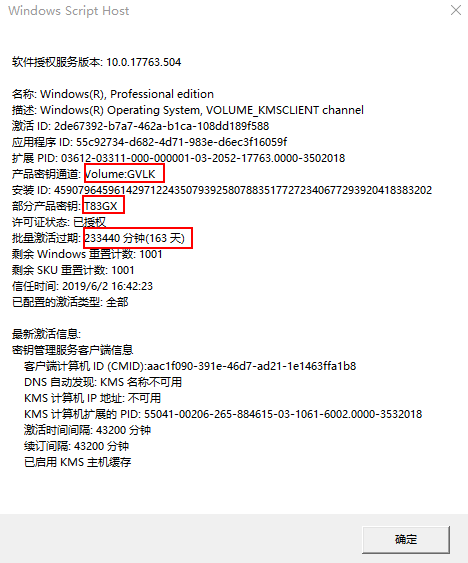 Windows Script Host
软件授权服务版本: 10.0.17763.504
名称: Windows(R), Professional edition
描述: Windows(R) Operating System, VOLUME_KMSCLIENT channel
激活 ID: 2de67392-b7a7-462a-b1ca-108dd189f588
应用程序 ID: 55c92734-d682-4d71-983e-d6ec3f16059f
扩展 PID: 03612-03311-000-000001-03-2052-17763.0000-3502018
产品密钥通道: Volume:GVLK
安装 ID: 459079645961429712243507939258078835177272340677293920418383202
部分产品密钥: T83GX
许可证状态: 已授权
批量激活过期: 233440 分钟(163 天)
剩余 Windows 重置计数: 1001
剩余 SKU 重置计数: 1001
信任时间: 2019/6/2 16:42:23
已配置的激活类型: 全部
最新激活信息:
密钥管理服务客户端信息
客户端计算机 ID (CMID):aac1f090-391e-46d7-ad21-1e1463ffa1b8
DNS 自动发现: KMS 名称不可用
KMS 计算机 IP 地址: 不可用
KMS 计算机扩展的 PID: 55041-00206-265-884615-03-1061-6002.0000-3532018
激活时间间隔: 43200 分钟
续订间隔: 43200 分钟
已启用 KMS 主机缓存
确定